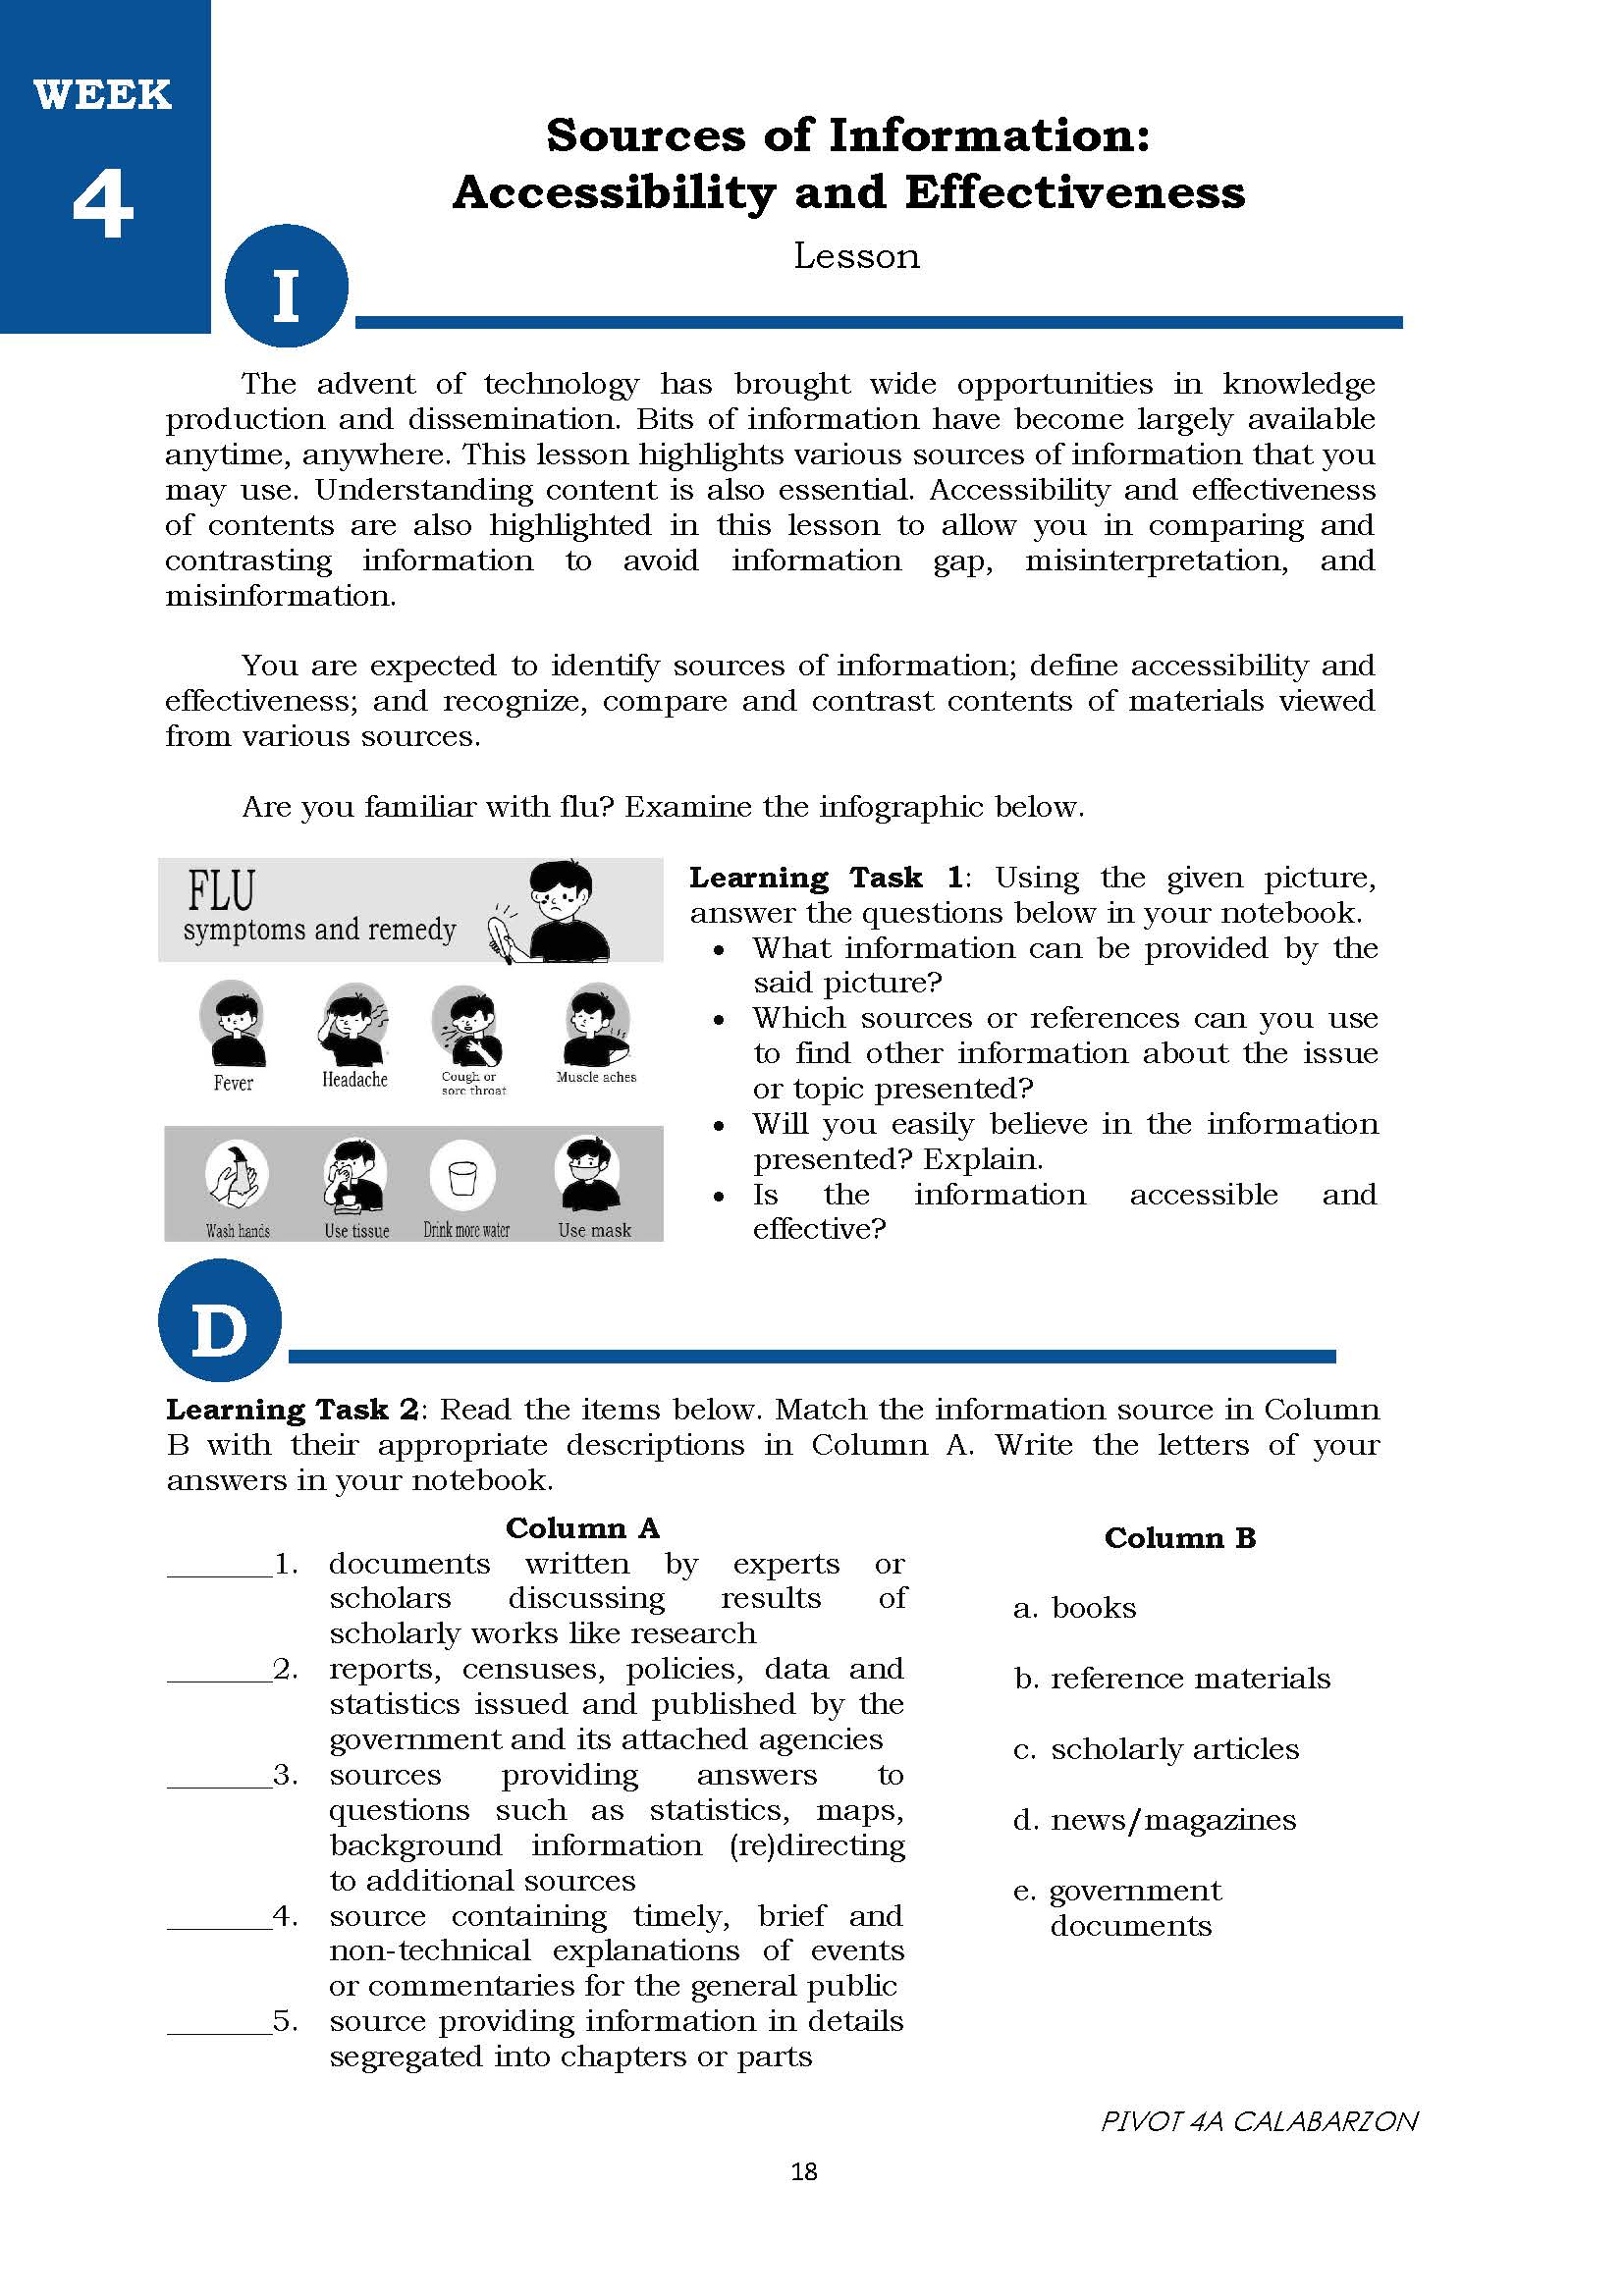 WEEK
4
Sources of Information:
Accessibility and Effectiveness
Lesson
I
The advent of technology has brought wide opportunities in knowledge
production and dissemination. Bits of information have become largely available
anytime, anywhere. This lesson highlights various sources of information that you
may use. Understanding content is also essential. Accessibility and effectiveness
of contents are also highlighted in this lesson to allow you in comparing and
contrasting information to avoid information gap, misinterpretation, and
misinformation.
You are expected to identify sources of information; define accessibility and
effectiveness; and recognize, compare and contrast contents of materials viewed
from various sources.
Are you familiar with flu? Examine the infographic below.
FLU
symptoms and remedy
Fever
Headache
Cough or
sore throat
Muscle aches
Wash hands
Use tissue
Drink more water
Use mask
Learning Task 1: Using the given picture,
answer the questions below in your notebook.
• What information can be provided by the
said picture?
• Which sources or references can you use
to find other information about the issue
or topic presented?
• Will you easily believe in the information
presented? Explain.
• Is the information accessible and
effective?
D
Learning Task 2: Read the items below. Match the information source in Column
B with their appropriate descriptions in Column A. Write the letters of your
answers in your notebook.
Column A
_______1. documents written by experts or
scholars discussing results of
scholarly works like research
_______2. reports, censuses, policies, data and
statistics issued and published by the
government and its attached agencies
_______3. sources providing answers to
questions such as statistics, maps,
background information (re)directing
to additional sources
_______4. source containing timely, brief and
non-technical explanations of events
or commentaries for the general public
_______5. source providing information in details
segregated into chapters or parts
Column B
a. books
b. reference materials
c. scholarly articles
d. news/magazines
e. government
documents
PIVOT 4A CALABARZON
18